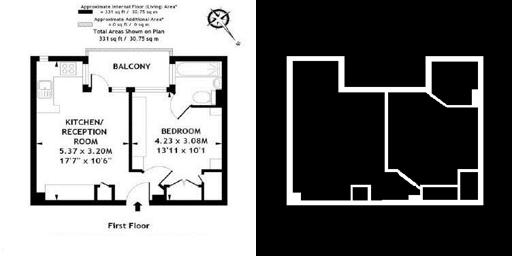 Approximate Internal Floor (Living) Area*
= 331 sq ft / 30.75 sq m
Approximate Additional Area*
= 0 sq ft / 0 sq m
Total Areas Shown on Plan
331 sq ft / 30.75 sq m
BALCONY
KITCHEN/
RECEPTION
ROOM
5.37 x 3.20M
17'7" x 10'6"
BEDROOM
4.23 x 3.08M
13'11 x 10'1
First Floor